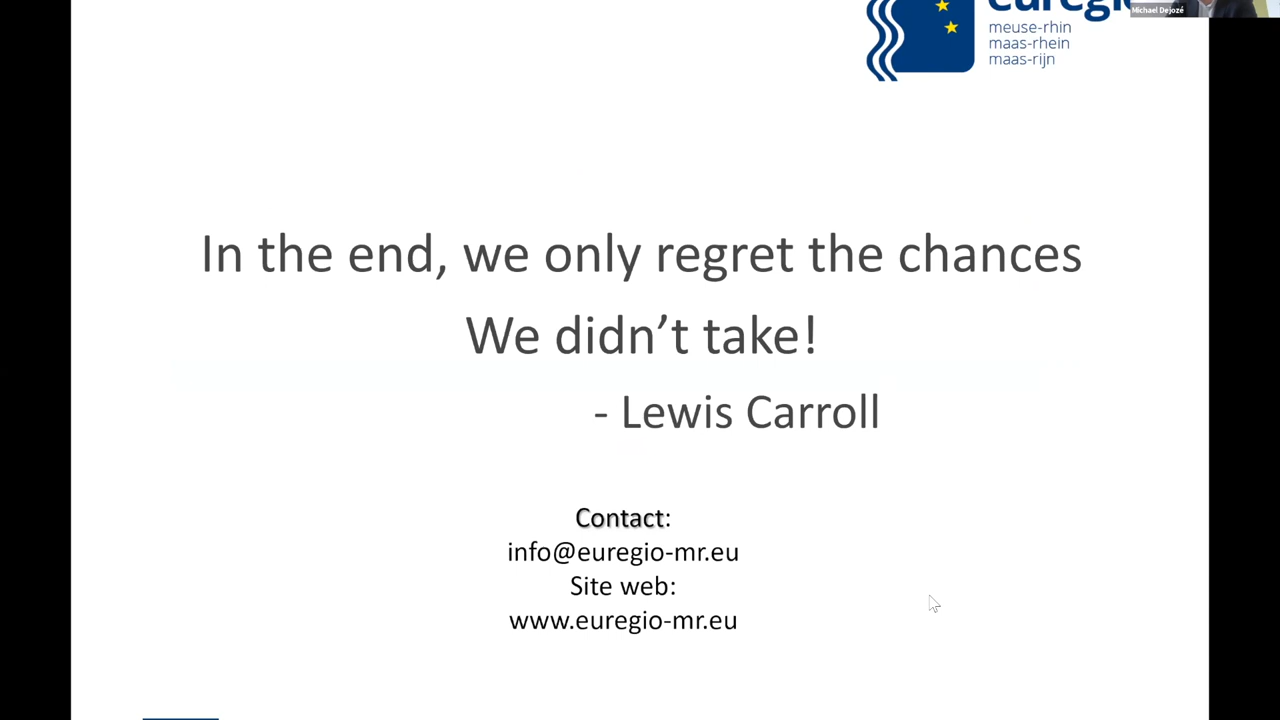 meuse-rhin
maas-rhein
maas-rijn
Michael Dejozé
In the end, we only regret the chances
We didn’t take!
- Lewis Carroll
Contact:
info@euregio-mr.eu
Site web:
www.euregio-mr.eu